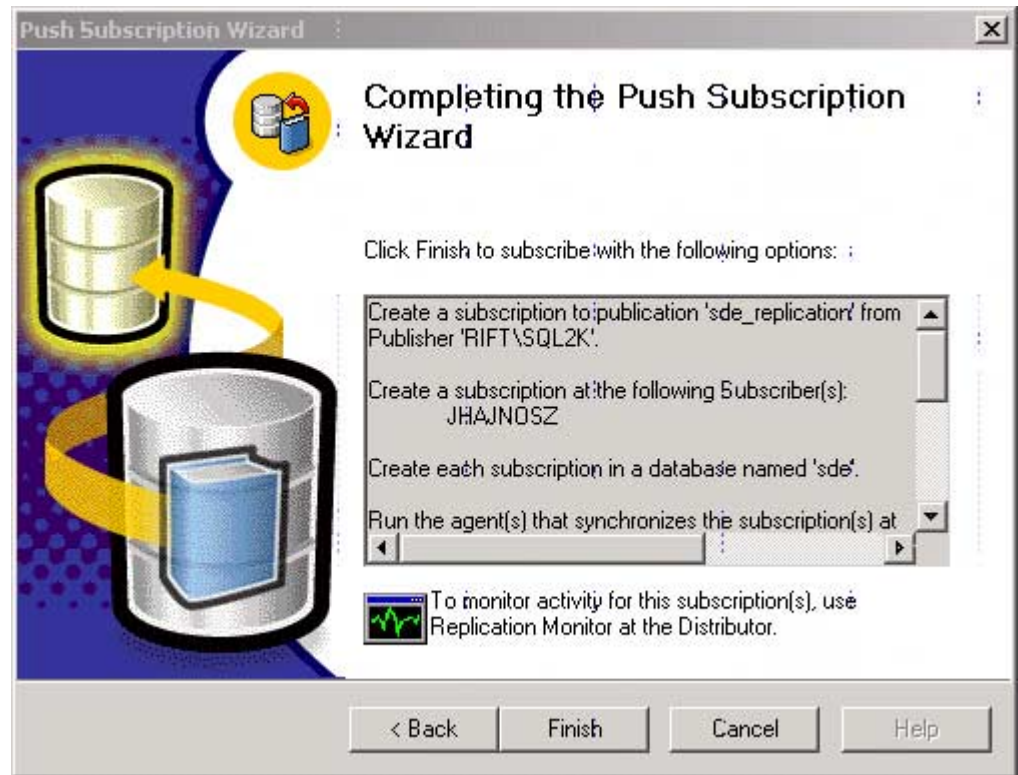 Push Subscription Wizard
Completing the Push Subscription
Wizard
Click Finish to subscribe with the following options:
Create a subscription to publication 'sde_replication' from
Publisher 'RIFT\SQL2K'.
Create a subscription at the following Subscriber(s):
JHAJNOSZ
Create each subscription in a database named 'sde'.
Run the agent(s) that synchronizes the subscription(s) at
To monitor activity for this subscription(s), use
Replication Monitor at the Distributor.
< Back
Finish
Cancel
Help